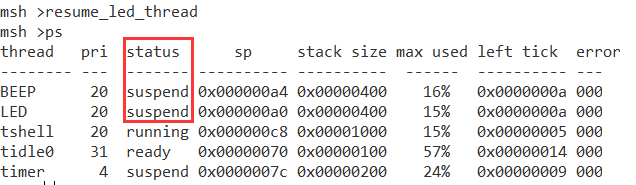 msh >resume_led_thread
msh >ps
thread   pri  status      sp     stack size max used left tick  error
-------- ---  ------- ---------- ----------  ------  ---------- ---
BEEP      20  suspend 0x000000a4 0x00000400    16%   0x0000000a 000
LED       20  suspend 0x000000a0 0x00000400    15%   0x0000000a 000
tshell    20  running 0x000000c8 0x00001000    15%   0x00000005 000
tidle0    31  ready   0x00000070 0x00000100    57%   0x00000014 000
timer      4  suspend 0x0000007c 0x00000200    24%   0x00000009 000